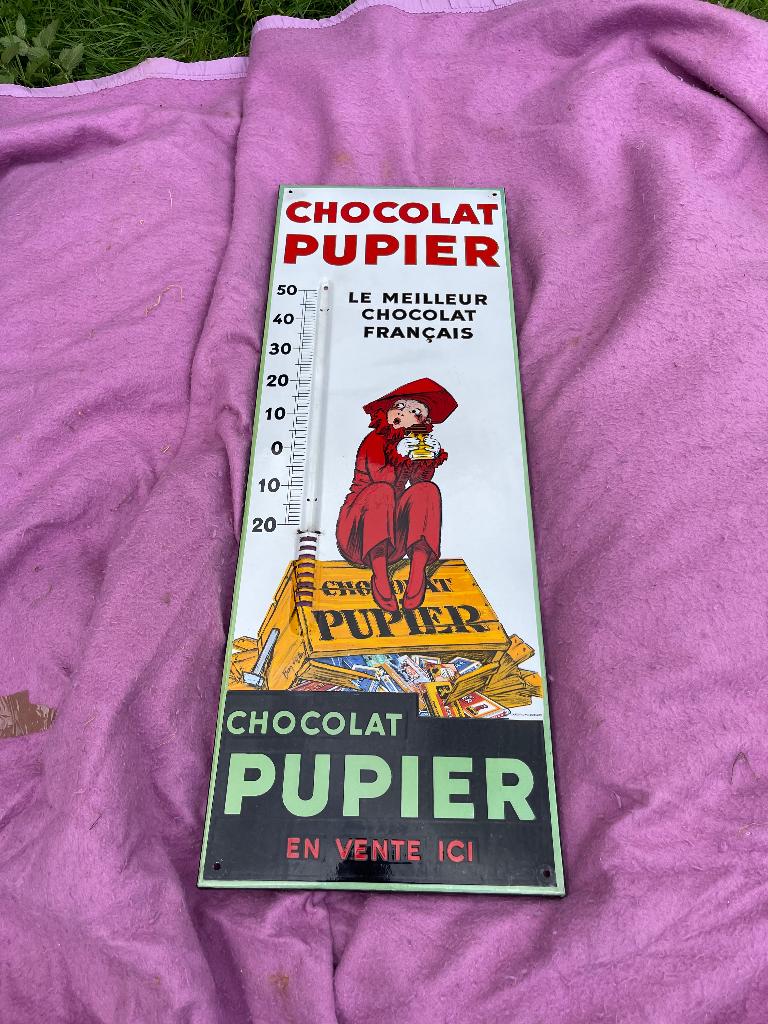 CHOCOLAT
PUPIER
LE MEILLEUR
CHOCOLAT
FRANÇAIS
50
40
30
20
10
0
10
20
CHOCOLAT
PUPIER
CHOCOLAT
PUPIER
EN VENTE ICI